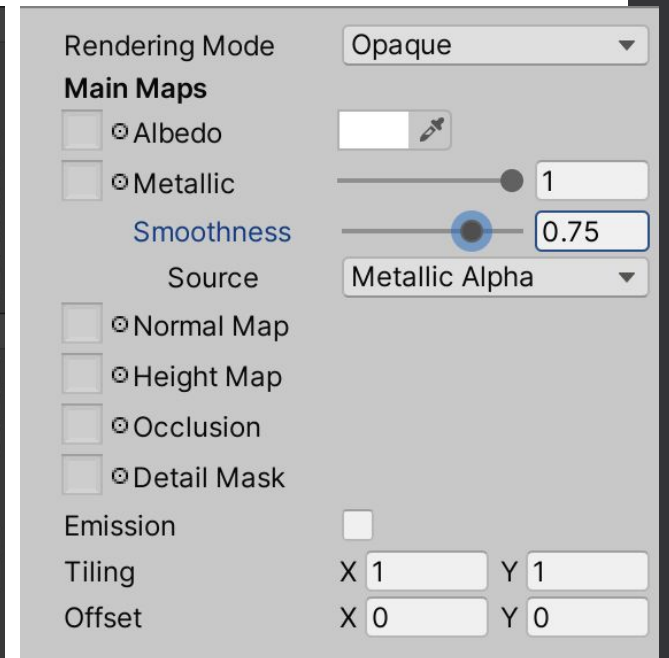 Rendering Mode Opaque
Main Maps
Albedo
Metallic 1
Smoothness 0.75
Source Metallic Alpha
Normal Map
Height Map
Occlusion
Detail Mask
Emission
Tiling X 1 Y 1
Offset X 0 Y 0